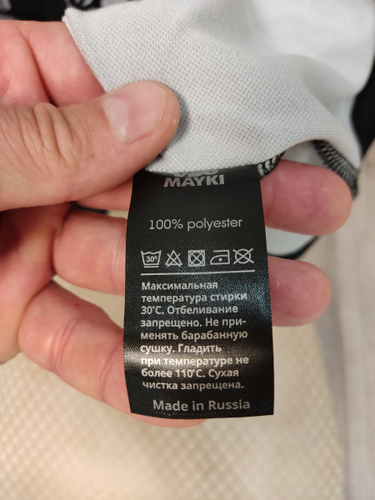 MAYKI
100% polyester
30°
Максимальная
температура стирки
30°С. Отбеливание
запрещено. Не при-
менять барабанную
сушку. Гладить
при температуре не
более 110°С. Сухая
чистка запрещена.
Made in Russia